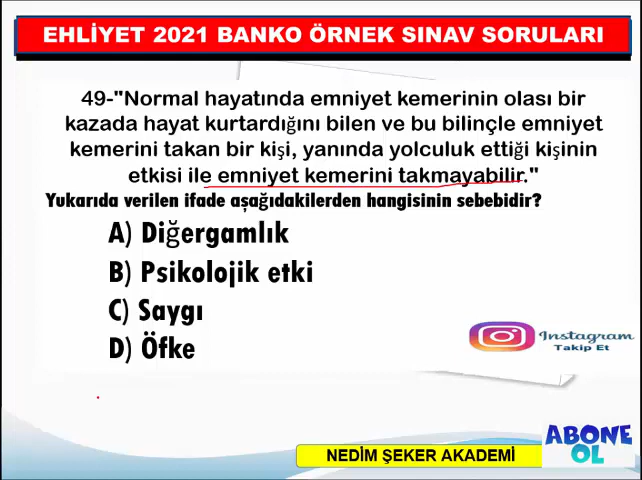 EHLİYET 2021 BANKO ÖRNEK SINAV SORULARI
49-"Normal hayatında emniyet kemerinin olası bir
kazada hayat kurtardığını bilen ve bu bilinçle emniyet
kemerini takan bir kişi, yanında yolculuk ettiği kişinin
etkisi ile emniyet kemerini takmayabilir."
Yukarıda verilen ifade aşağıdakilerden hangisinin sebebidir?
A) Diğergamlık
B) Psikolojik etki
C) Saygı
D) Öfke
Instagram
Takip Et
ABONE
OL
NEDİM ŞEKER AKADEMİ